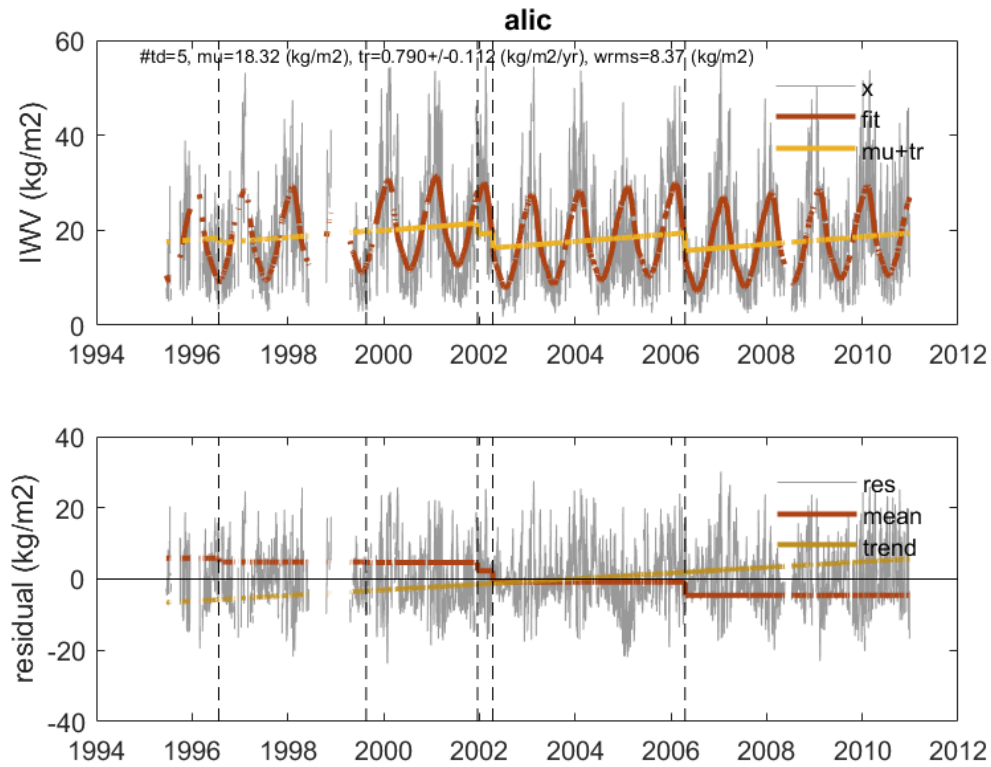 alic
#td=5, mu=18.32 (kg/m2), tr=0.790+/-0.112 (kg/m2/yr), wrms=8.37 (kg/m2)
IWV (kg/m2)
60
40
20
0
x
fit
mu+tr
1994 1996 1998 2000 2002 2004 2006 2008 2010 2012
residual (kg/m2)
40
20
0
-20
-40
res
mean
trend
1994 1996 1998 2000 2002 2004 2006 2008 2010 2012